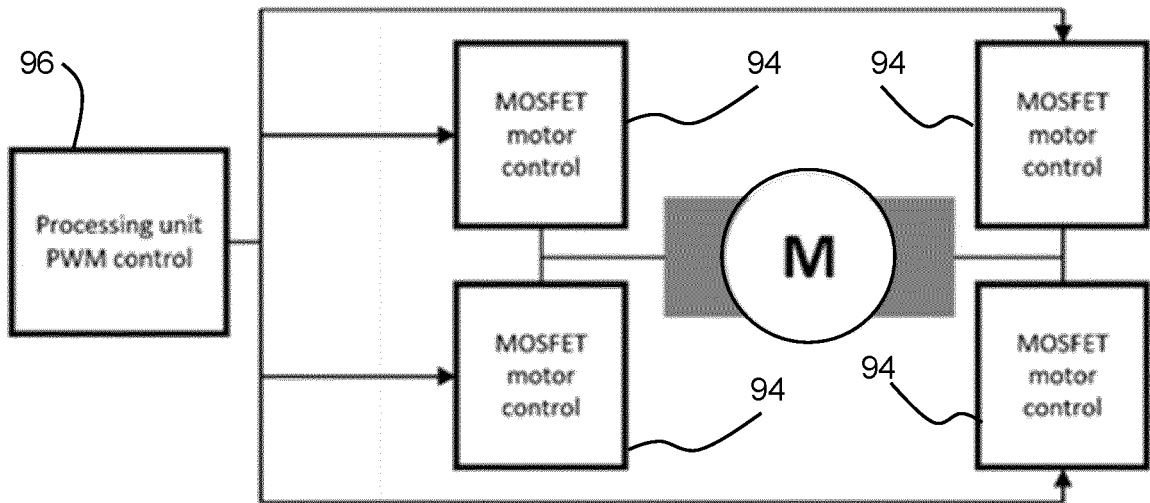 96
94
94
MOSFET
motor
control
MOSFET
motor
control
Processing unit
PWM control
M
MOSFET
motor
control
MOSFET
motor
control
94
94